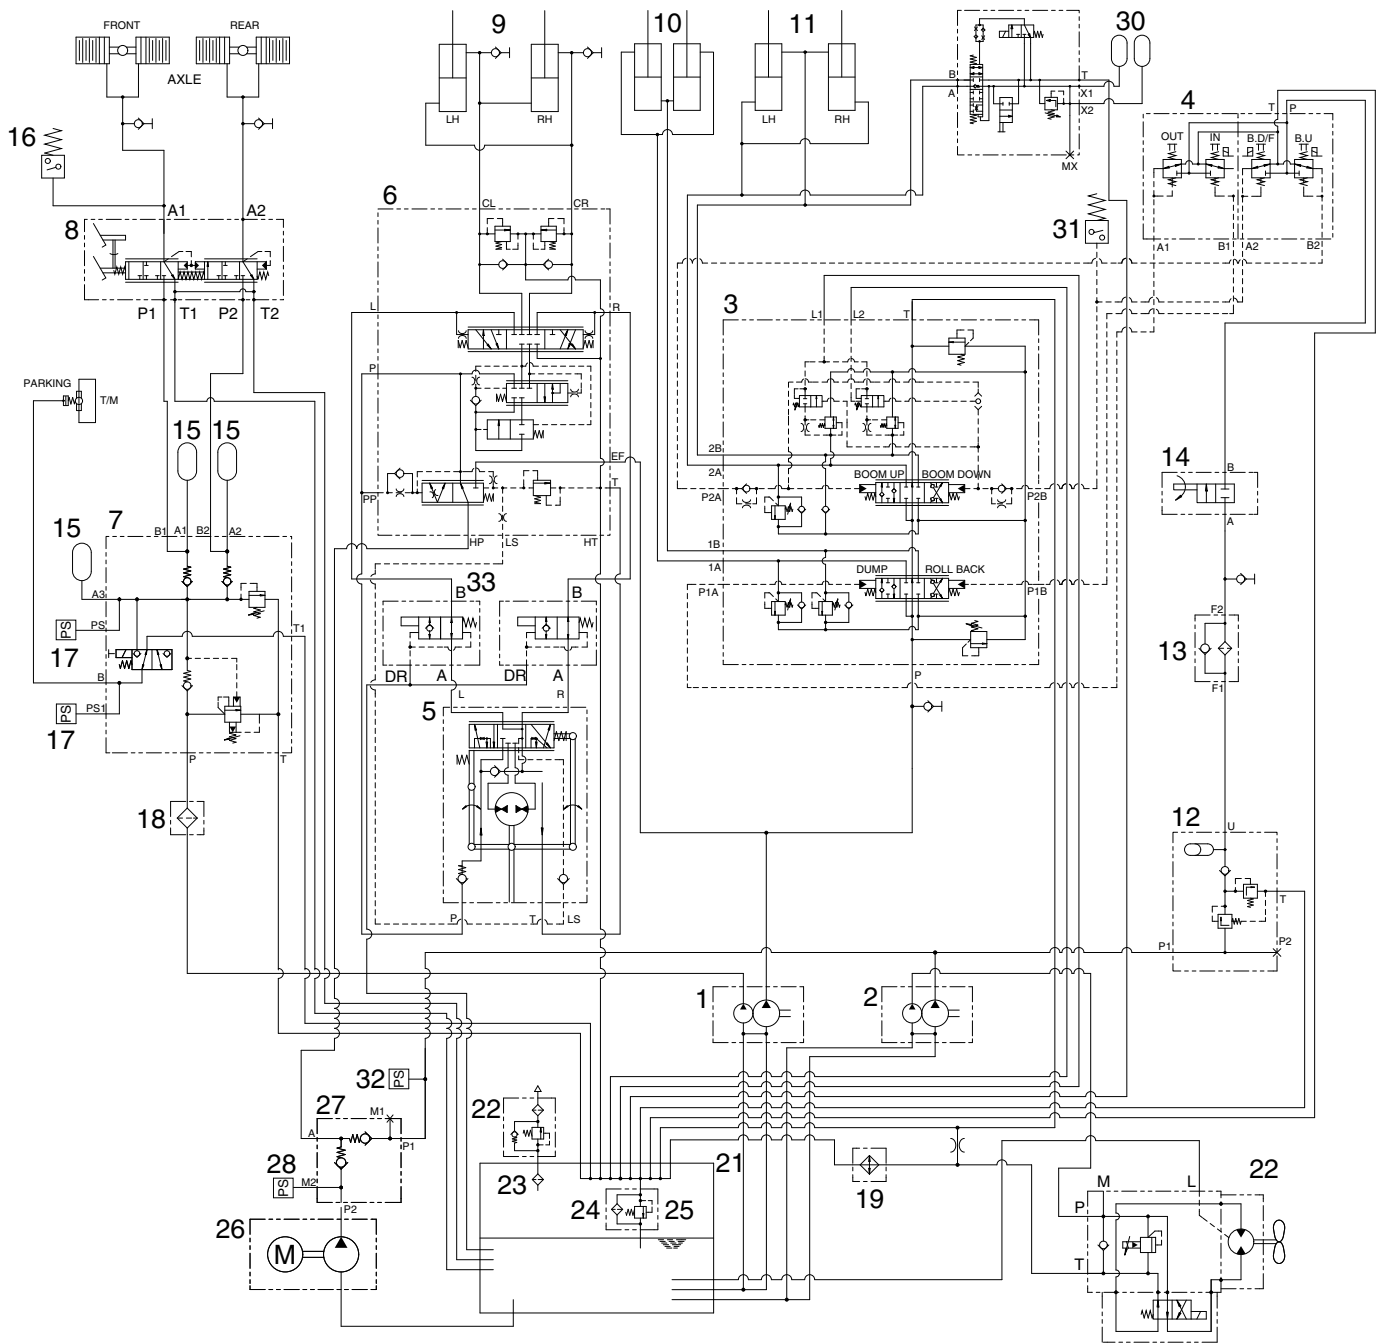 FRONT
REAR
AXLE
9
10
11
30
LH
RH
LH
RH
B
A
T
X1
X2
MX
4
T
P
OUT
IN
B.D/F
B.U
A1
B1
A2
B2
16
A1
A2
8
P1
T1
P2
T2
6
CL
CR
L
R
P
EF
T
PP
HP
LS
HT
31
3
L1
L2
T
2B
2A
BOOM UP
BOOM DOWN
P2A
P2B
1B
1A
DUMP
ROLL BACK
P1A
P1B
P
PARKING
T/M
15
15
15
7
B1
A1
B2
A2
A3
PS
PS
17
T1
B
PS1
PS
17
P
T
18
33
B
B
DR
A
DR
A
L
R
5
P
T
LS
14
B
A
F2
13
F1
12
U
T
P1
P2
1
2
32
PS
27
M1
A
P1
28
PS
M2
P2
26
M
22
23
21
24
25
19
M
L
22
P
T